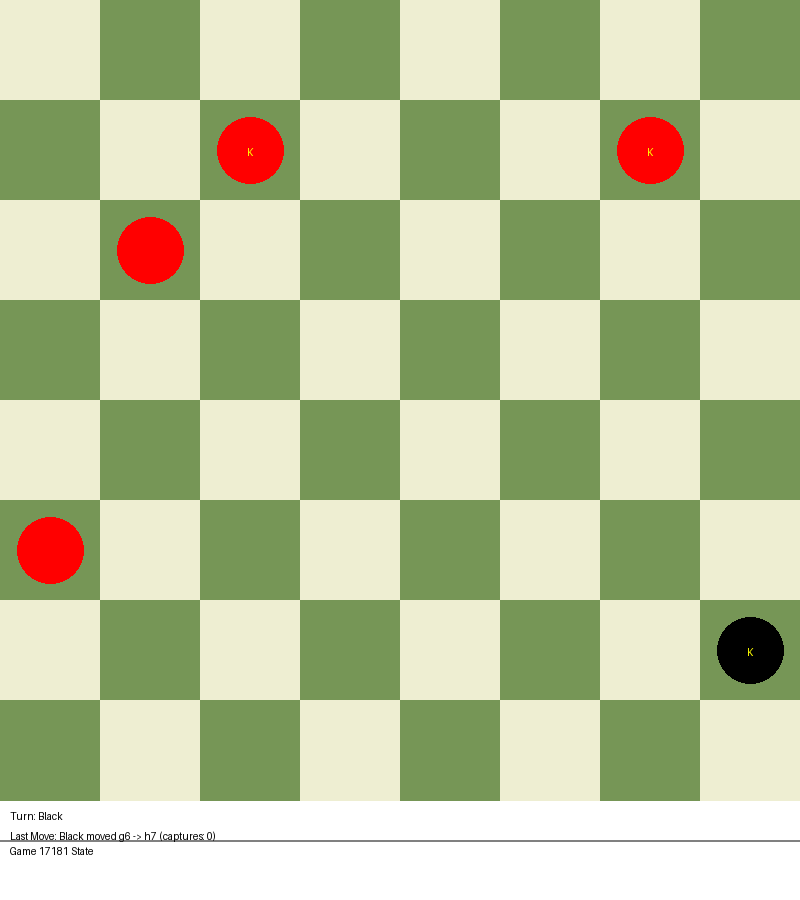 K
K
K
Turn: Black
Last Move: Black moved g6 -> h7 (captures: 0)
Game 17181 State